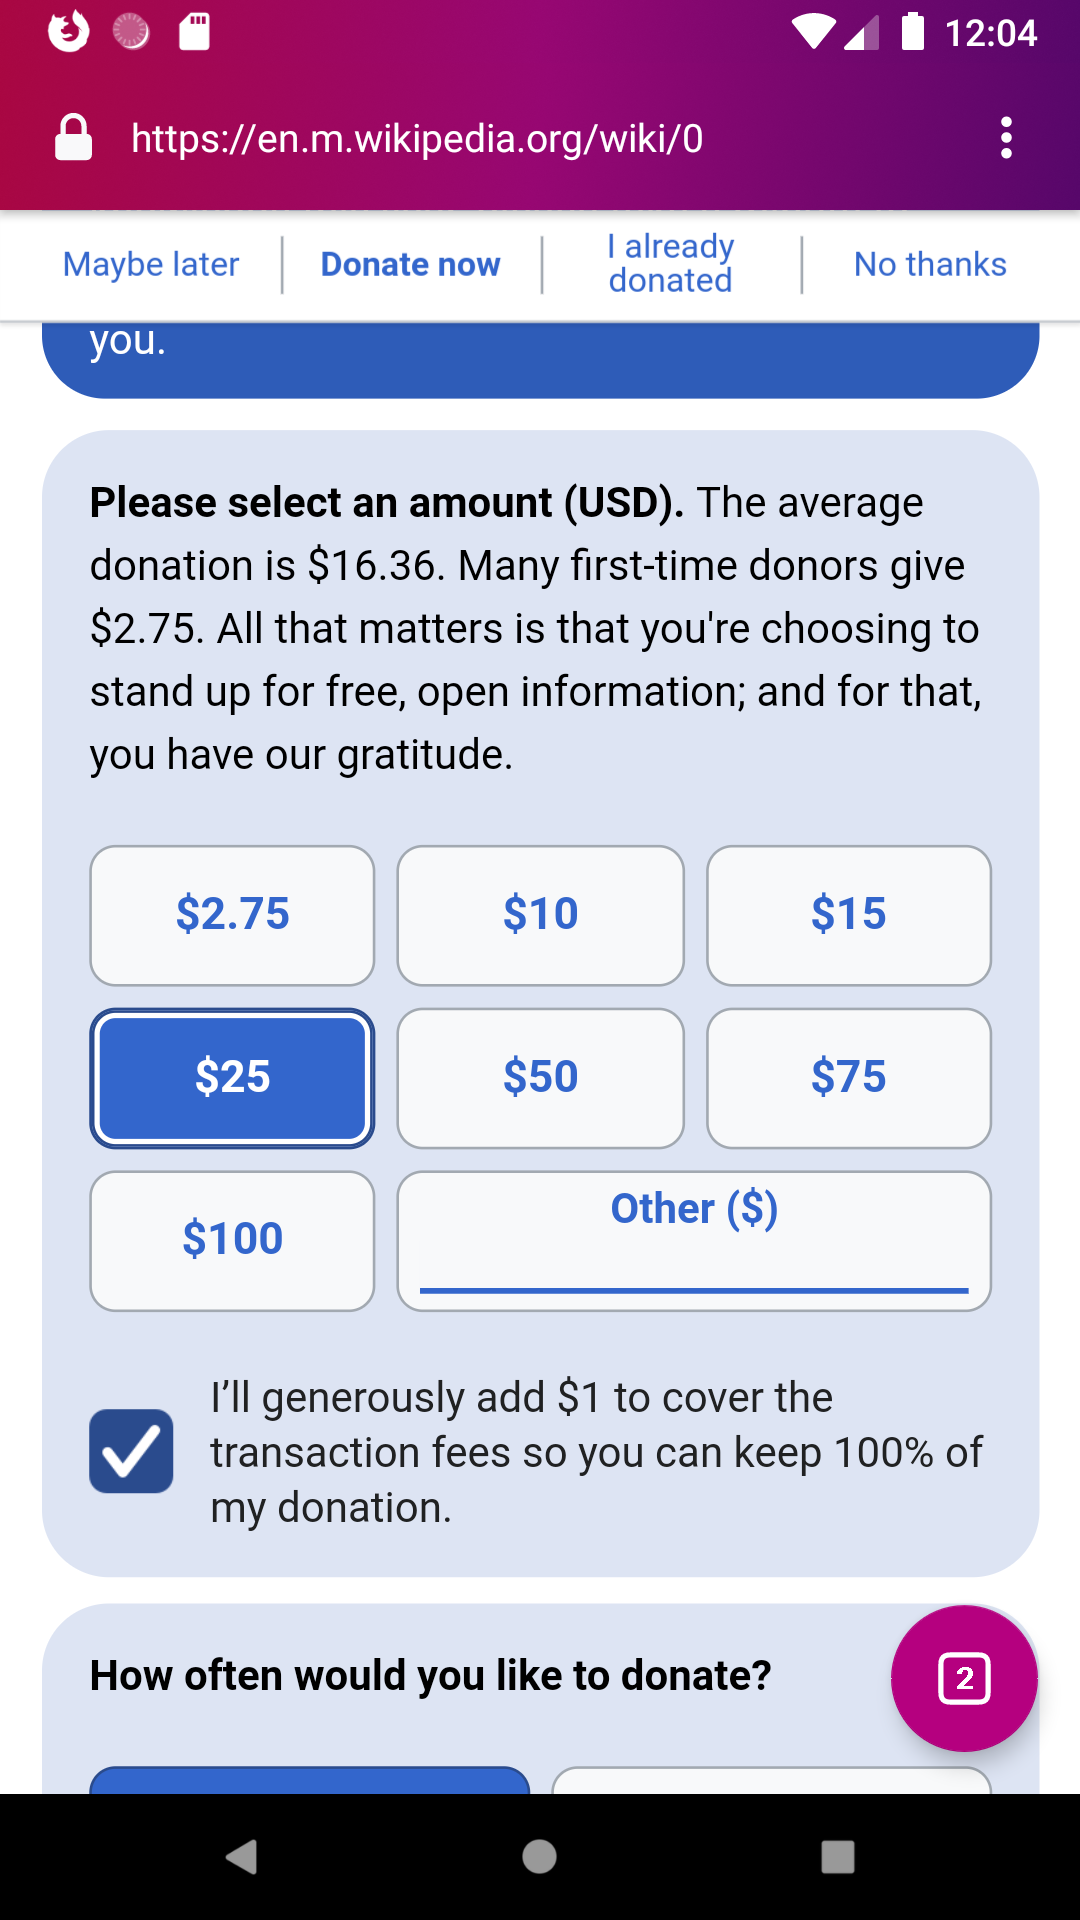 12:04
https://en.m.wikipedia.org/wiki/0
Maybe later
Donate now
I already
donated
No thanks
you.
Please select an amount (USD). The average
donation is $16.36. Many first-time donors give
$2.75. All that matters is that you're choosing to
stand up for free, open information; and for that,
you have our gratitude.
$2.75
$10
$15
$25
$50
$75
$100
Other ($)
I’ll generously add $1 to cover the
transaction fees so you can keep 100% of
my donation.
How often would you like to donate?
2